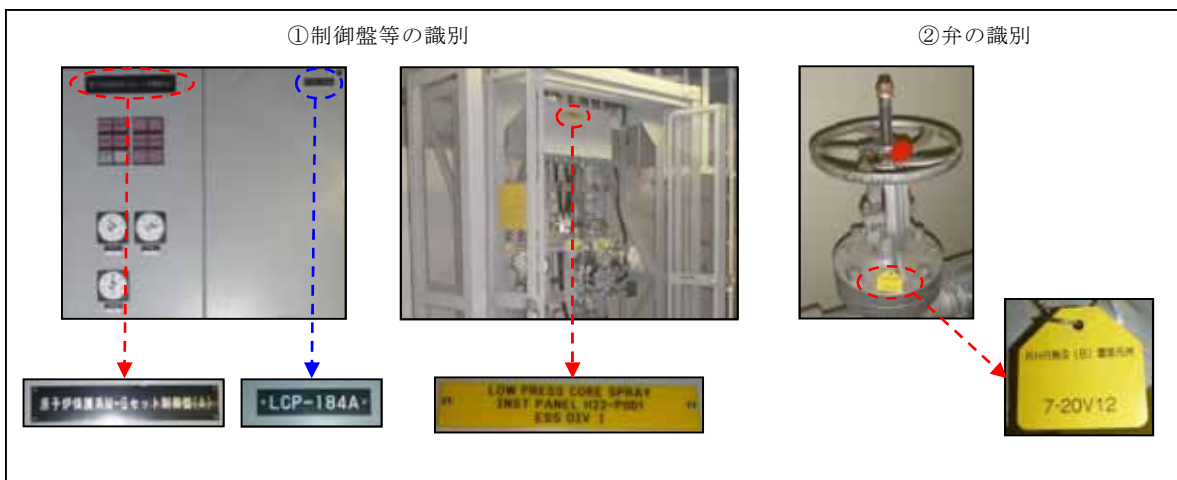 ①制御盤等の識別
②弁の識別
原子炉保護系M-Gセット制御盤(A)
LCP-184A
LOW PRESS CORE SPRAY
INST PANEL H22-P001
ESS DIV I
7-20V12